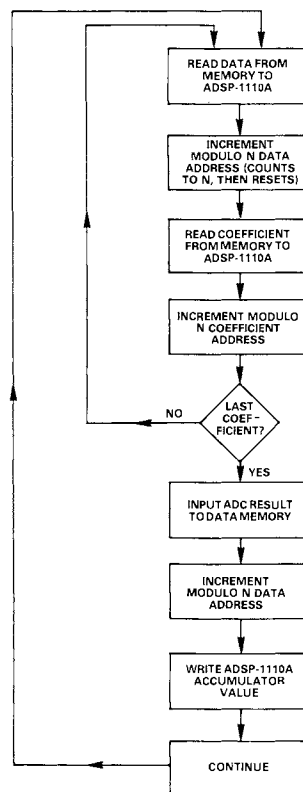 READ DATA FROM
MEMORY TO
ADSP-1110A
INCREMENT
MODULO N DATA
ADDRESS (COUNTS
TO N, THEN RESETS)
READ COEFFICIENT
FROM MEMORY TO
ADSP-1110A
INCREMENT MODULO
N COEFFICIENT
ADDRESS
NO
LAST
COEF-
FICIENT?
YES
INPUT ADC RESULT
TO DATA MEMORY
INCREMENT
MODULO N DATA
ADDRESS
WRITE ADSP-1110A
ACCUMULATOR
VALUE
CONTINUE